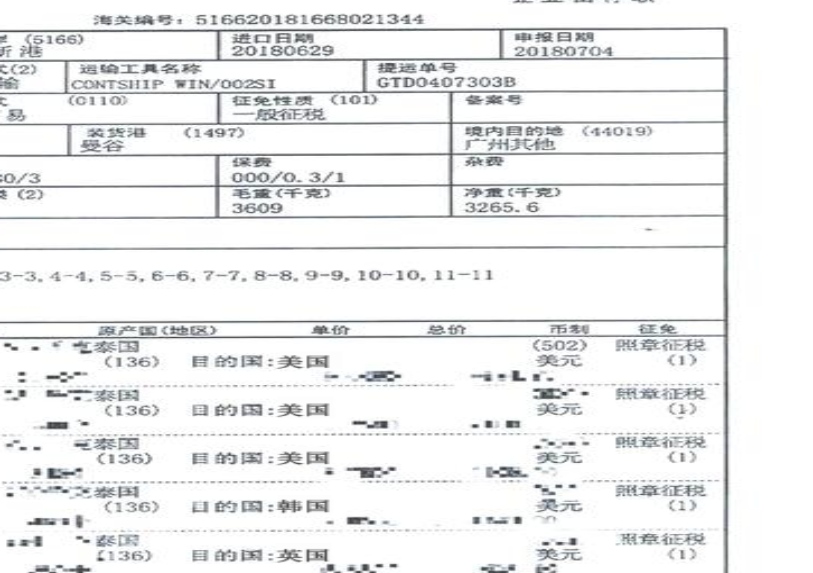 海关编号: 516620181668021344
(5166) 进口日期 申报日期
新港 20180629 20180704
(2) 运输工具名称 提运单号
输 CONTSHIP WIN/002SI GTD0407303B
(0110) 征免性质 (101) 备案号
易 一般征税
装货港 (1497) 境内目的地 (44019)
曼谷 广州其他
保费 杂费
0/3 000/0.3/1
(2) 毛重(千克) 净重(千克)
3609 3265.6
3-3,4-4,5-5,6-6,7-7,8-8,9-9,10-10,11-11
原产国(地区) 单价 总价 币制 征免
克泰国 (502) 照章征税
(136) 目的国:美国 美元 (1)
泰国 照章征税
(136) 目的国:美国 美元 (1)
克泰国 照章征税
(136) 目的国:美国 美元 (1)
泰国 照章征税
(136) 目的国:韩国 美元 (1)
泰国 照章征税
(136) 目的国:英国 美元 (1)